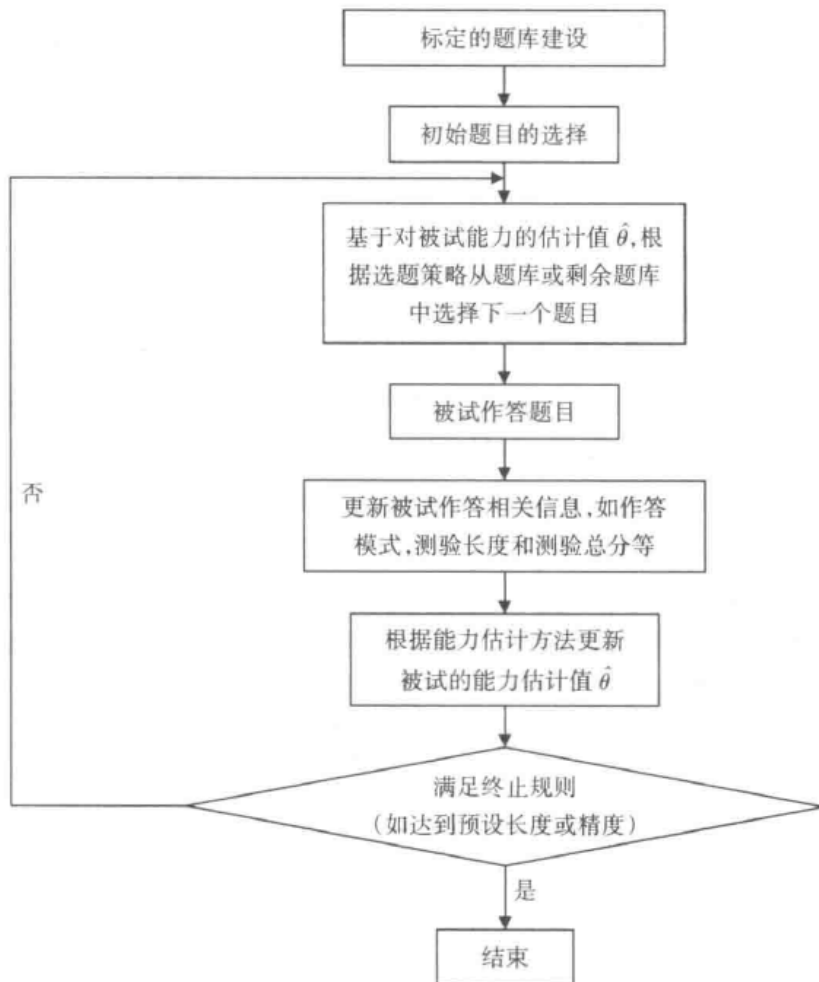 标定的题库建设
初始题目的选择
基于对被试能力的估计值 θ̂,根
据选题策略从题库或剩余题库
中选择下一个题目
被试作答题目
否
更新被试作答相关信息,如作答
模式,测验长度和测验总分等
根据能力估计方法更新
被试的能力估计值 θ̂
满足终止规则
(如达到预设长度或精度)
是
结束